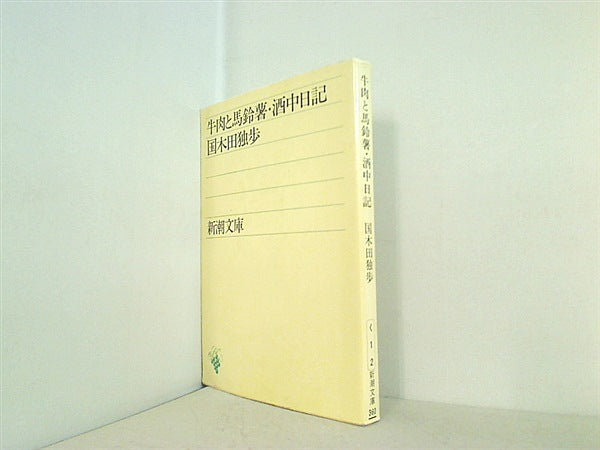 牛肉と馬鈴薯・酒中日記
国木田独歩
新潮文庫
牛肉と馬鈴薯・酒中日記 国木田独歩
く 1 2 新潮文庫 360